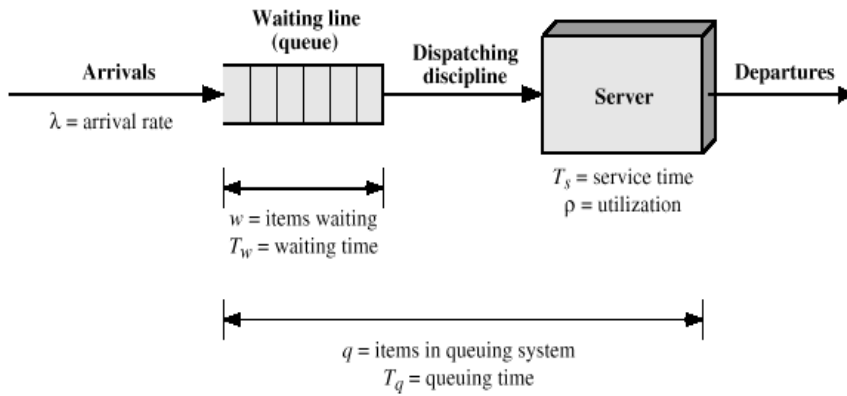 Waiting line
(queue)
Arrivals
Dispatching
discipline
Departures
Server
λ = arrival rate
T_s = service time
ρ = utilization
w = items waiting
T_w = waiting time
q = items in queuing system
T_q = queuing time